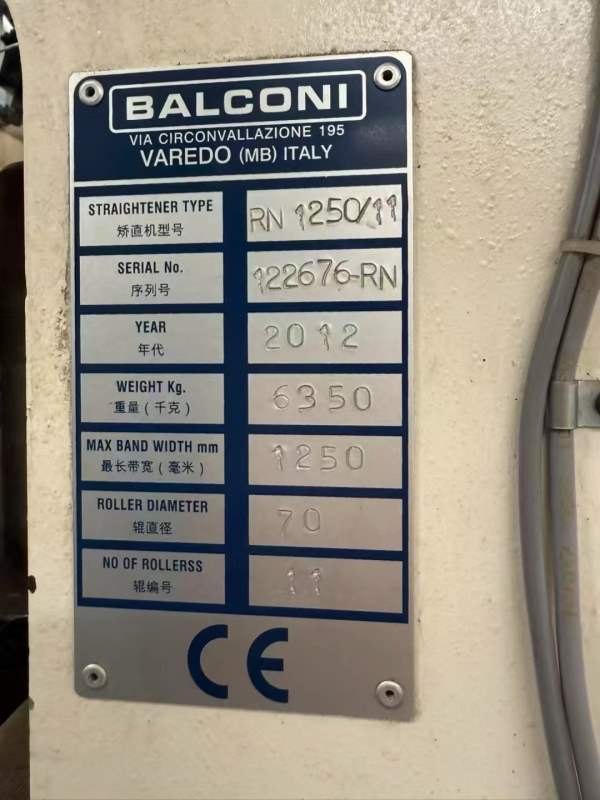 BALCONI
VIA CIRCONVALLAZIONE 195
VAREDO (MB) ITALY
STRAIGHTENER TYPE
矫直机型号
RN 1250/11
SERIAL No.
序列号
122676-RN
YEAR
年代
2012
WEIGHT Kg.
重量(千克)
6350
MAX BAND WIDTH mm
最长带宽(毫米)
1250
ROLLER DIAMETER
辊直径
70
NO OF ROLLERSS
辊编号
11
CE